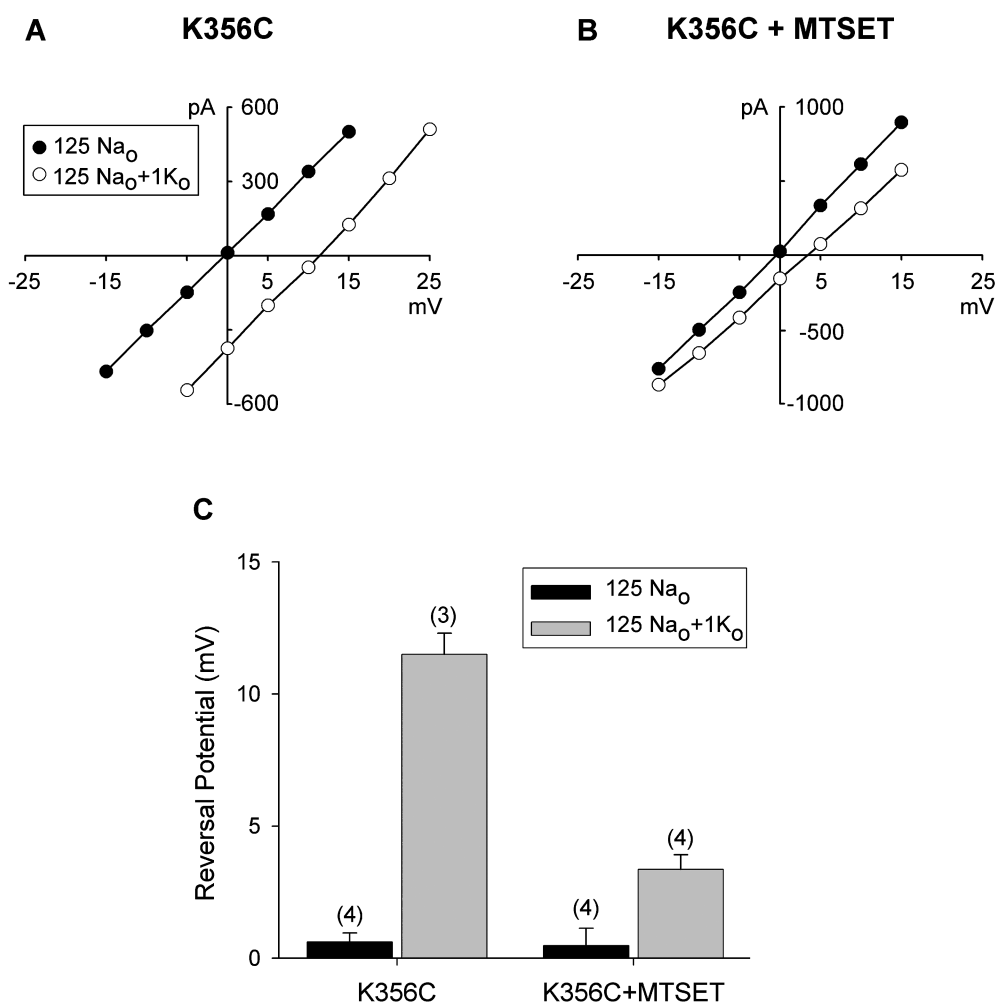 A K356C
B K356C + MTSET
pA 600
125 Nao
125 Nao+1Ko
300
-25 -15 5 15 25
mV
-600
pA 1000
-25 -15 5 15 25
mV
-500
-1000
C
15
125 Nao
125 Nao+1Ko
(3)
10
Reversal Potential (mV)
5
(4)
(4)
(4)
0
K356C K356C+MTSET